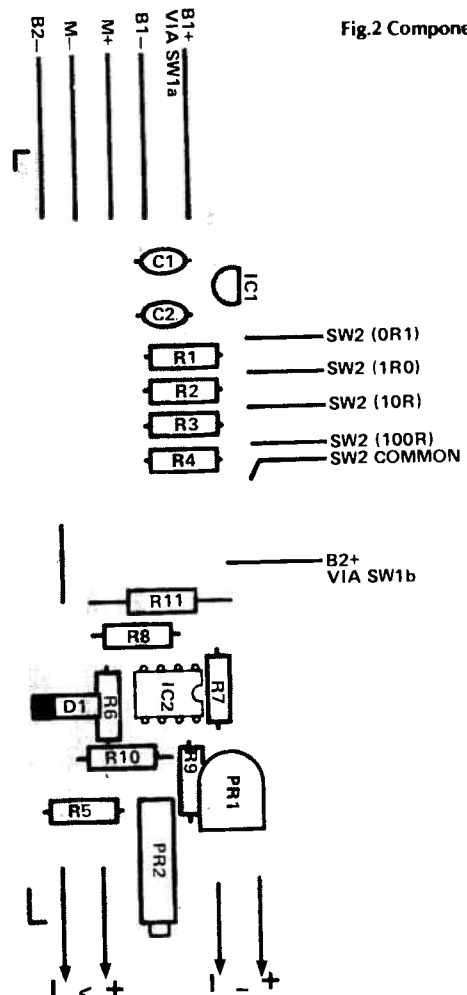 Fig.2 Compone
B2–
M–
M+
B1–
B1+
VIA SW1a
C1
IC1
C2
SW2 (0R1)
R1
SW2 (1R0)
R2
SW2 (10R)
R3
SW2 (100R)
R4
SW2 COMMON
B2+
VIA SW1b
R11
R8
IC2
R7
D1
R6
R10
R9
PR1
R5
PR2
+
+